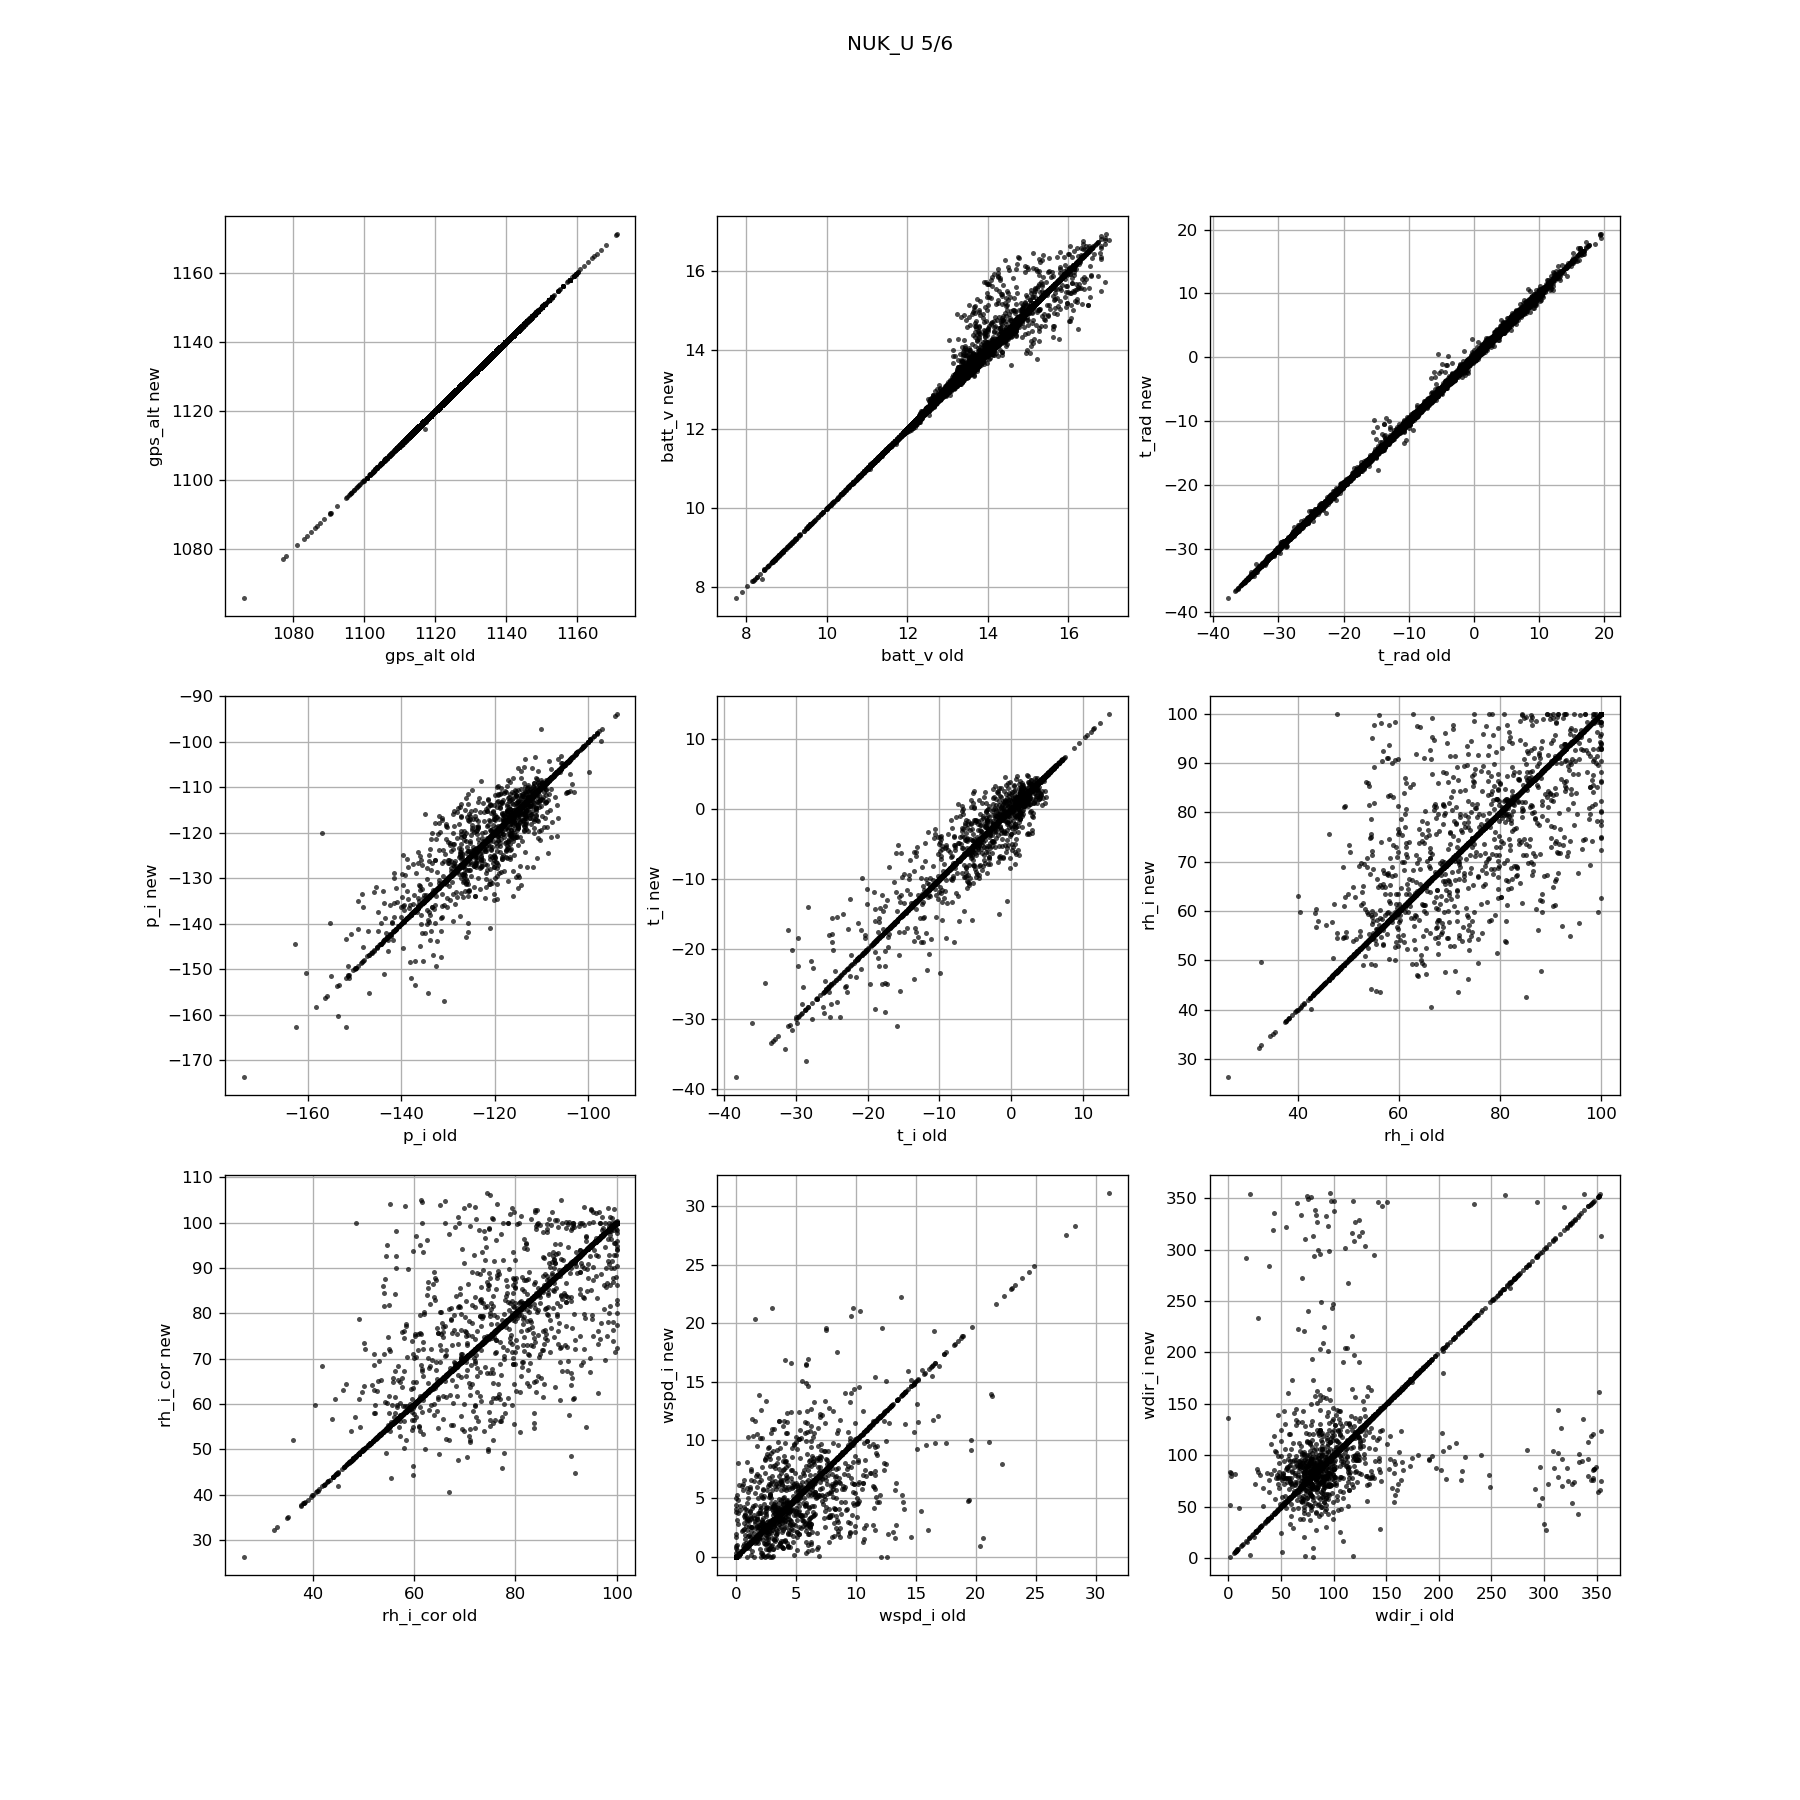 NUK_U 5/6
gps_alt new
1160
1140
1120
1100
1080
1080 1100 1120 1140 1160
gps_alt old
batt_v new
16
14
12
10
8
8 10 12 14 16
batt_v old
t_rad new
20
10
0
−10
−20
−30
−40
−40 −30 −20 −10 0 10 20
t_rad old
p_i new
−90
−100
−110
−120
−130
−140
−150
−160
−170
−160 −140 −120 −100
p_i old
t_i new
10
0
−10
−20
−30
−40
−40 −30 −20 −10 0 10
t_i old
rh_i new
100
90
80
70
60
50
40
30
40 60 80 100
rh_i old
rh_i_cor new
110
100
90
80
70
60
50
40
30
40 60 80 100
rh_i_cor old
wspd_i new
30
25
20
15
10
5
0
0 5 10 15 20 25 30
wspd_i old
wdir_i new
350
300
250
200
150
100
50
0
0 50 100 150 200 250 300 350
wdir_i old